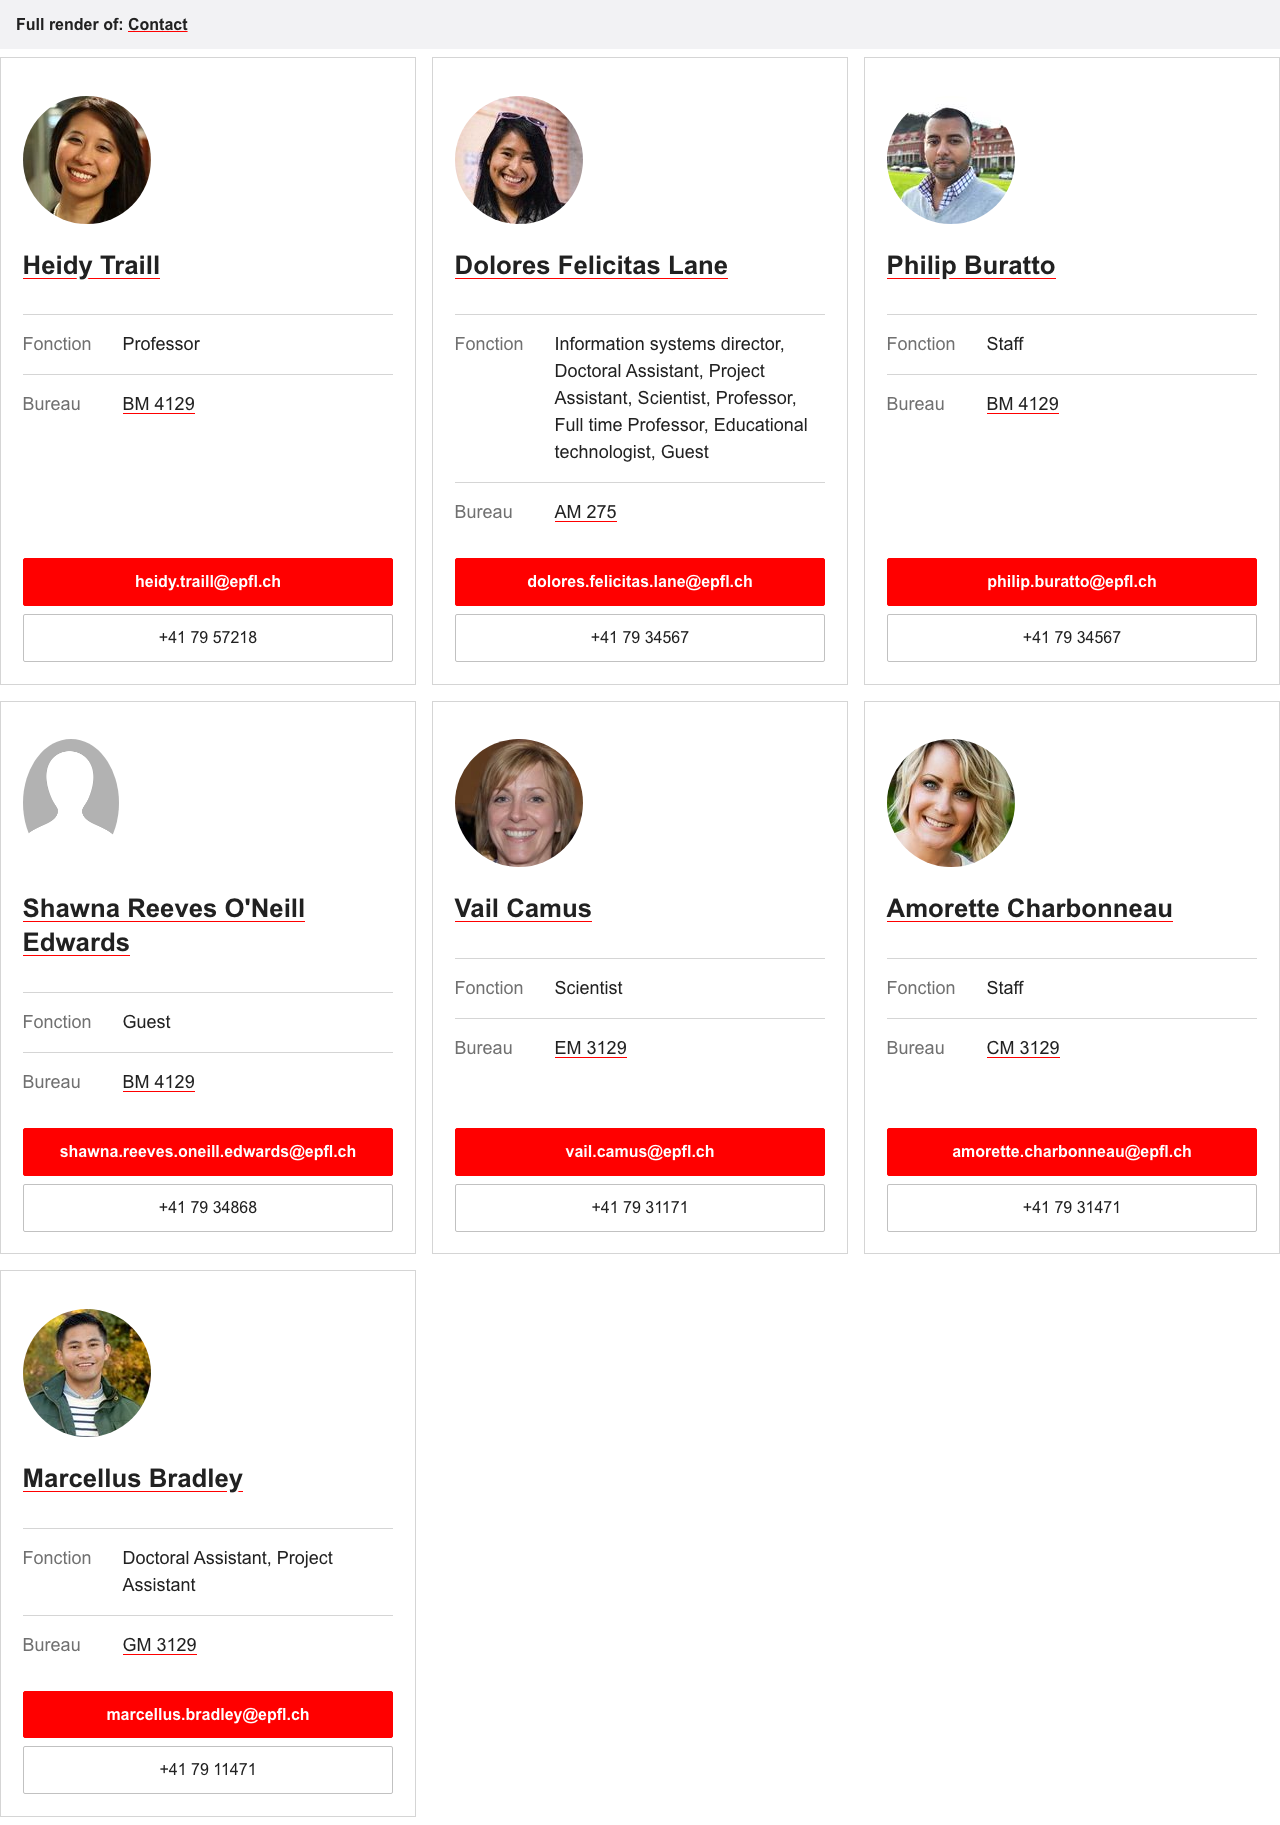 Full render of: Contact
Heidy Traill
Fonction Professor
Bureau BM 4129
heidy.traill@epfl.ch
+41 79 57218
Dolores Felicitas Lane
Fonction Information systems director,
Doctoral Assistant, Project
Assistant, Scientist, Professor,
Full time Professor, Educational
technologist, Guest
Bureau AM 275
dolores.felicitas.lane@epfl.ch
+41 79 34567
Philip Buratto
Fonction Staff
Bureau BM 4129
philip.buratto@epfl.ch
+41 79 34567
Shawna Reeves O'Neill
Edwards
Fonction Guest
Bureau BM 4129
shawna.reeves.oneill.edwards@epfl.ch
+41 79 34868
Vail Camus
Fonction Scientist
Bureau EM 3129
vail.camus@epfl.ch
+41 79 31171
Amorette Charbonneau
Fonction Staff
Bureau CM 3129
amorette.charbonneau@epfl.ch
+41 79 31471
Marcellus Bradley
Fonction Doctoral Assistant, Project
Assistant
Bureau GM 3129
marcellus.bradley@epfl.ch
+41 79 11471